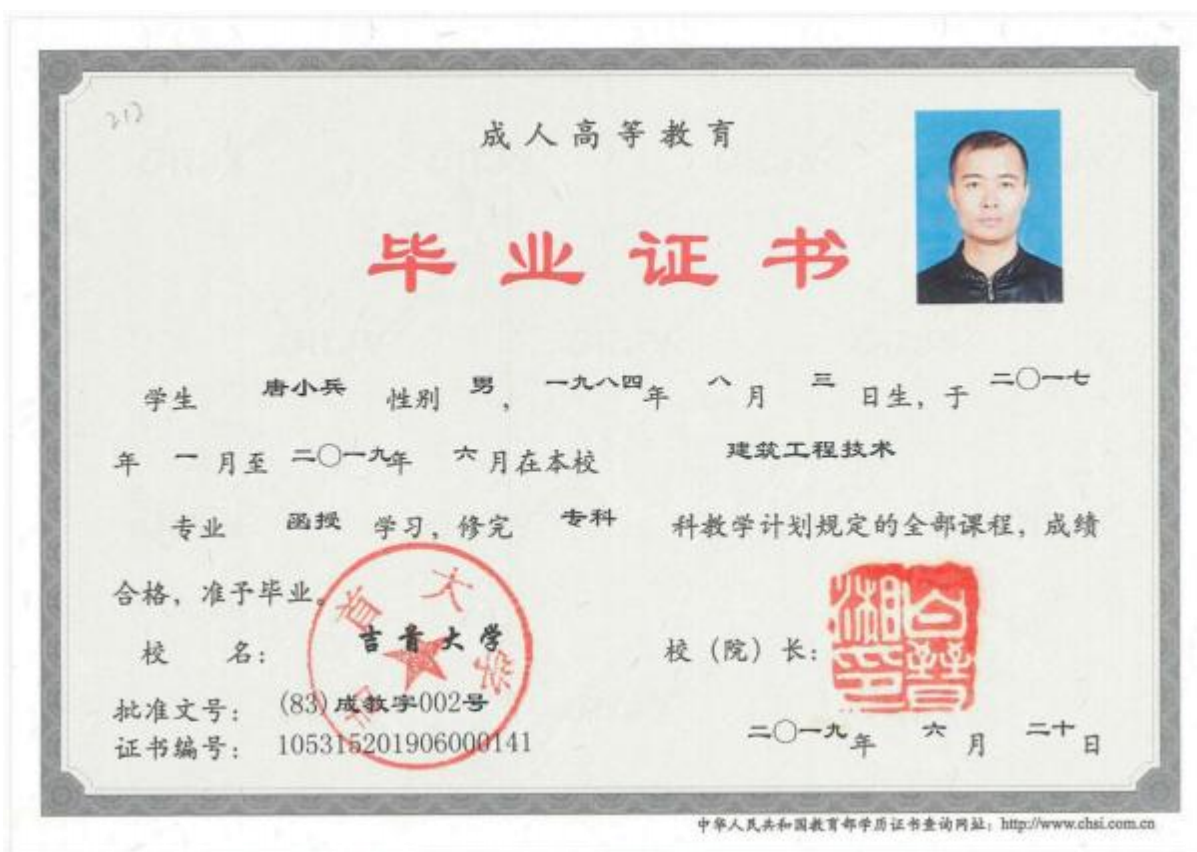 212
成人高等教育
毕业证书
学生 唐小兵 性别 男, 一九八四年 八 月 三 日生, 于 二〇一七
年 一 月至 二〇一九年 六 月在本校 建筑工程技术
专业 函授 学习, 修完 专科 科教学计划规定的全部课程, 成绩
合格, 准予毕业。
校 名: 吉首大学 校（院）长:
批准文号: (83)成教字002号
证书编号: 105315201906000141
二〇一九年 六 月 二十 日
吉首大学
中华人民共和国教育部学历证书查询网址: http://www.chsi.com.cn